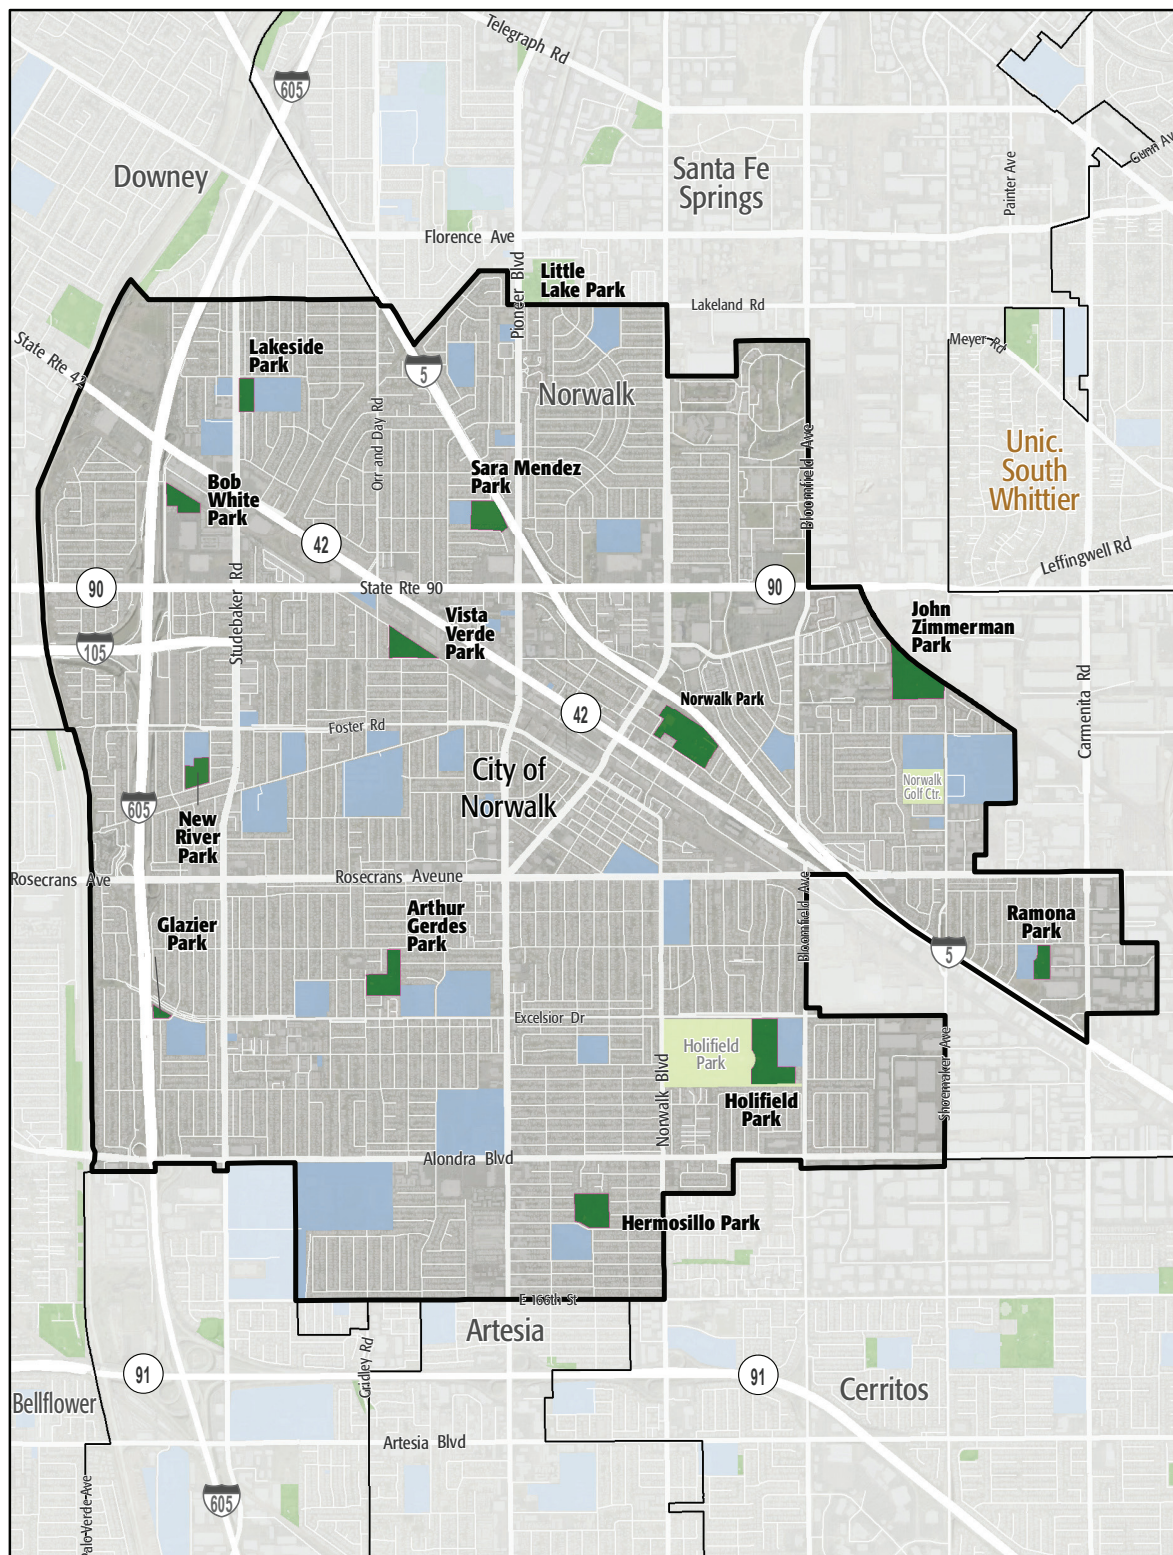 Telegraph Rd
605
Downey
Santa Fe
Springs
Painter Ave
Gunn Av
Florence Ave
Pioneer Blvd
Little
Lake Park
Lakeland Rd
State Rte 42
Lakeside
Park
5
Meyer Rd
Norwalk
Orr and Day Rd
Bloomfield Ave
Unic.
South
Whittier
Sara Mendez
Park
Bob
White
Park
42
Leffingwell Rd
90
State Rte 90
90
Studebaker Rd
Vista
Verde
Park
John
Zimmerman
Park
105
Norwalk Park
42
Carmenita Rd
Foster Rd
City of
Norwalk
Norwalk
Golf Ctr.
605
New
River
Park
Rosecrans Ave
Rosecrans Aveune
Bloomfield Ave
Glazier
Park
Arthur
Gerdes
Park
Ramona
Park
5
Excelsior Dr
Holifield
Park
Shoemaker Ave
Norwalk Blvd
Holifield
Park
Alondra Blvd
Hermosillo Park
E 166th St
Artesia
Gridley Rd
91
91
Bellflower
Cerritos
Artesia Blvd
605
Palo Verde Ave